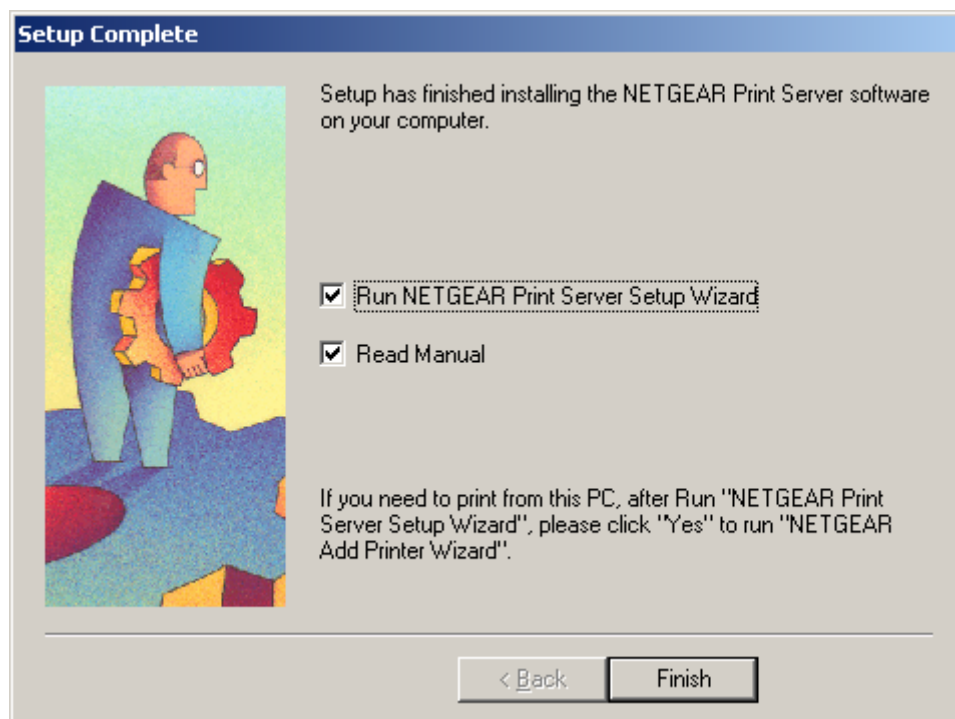 Setup Complete
Setup has finished installing the NETGEAR Print Server software
on your computer.
Run NETGEAR Print Server Setup Wizard
Read Manual
If you need to print from this PC, after Run "NETGEAR Print
Server Setup Wizard", please click "Yes" to run "NETGEAR
Add Printer Wizard".
< Back
Finish